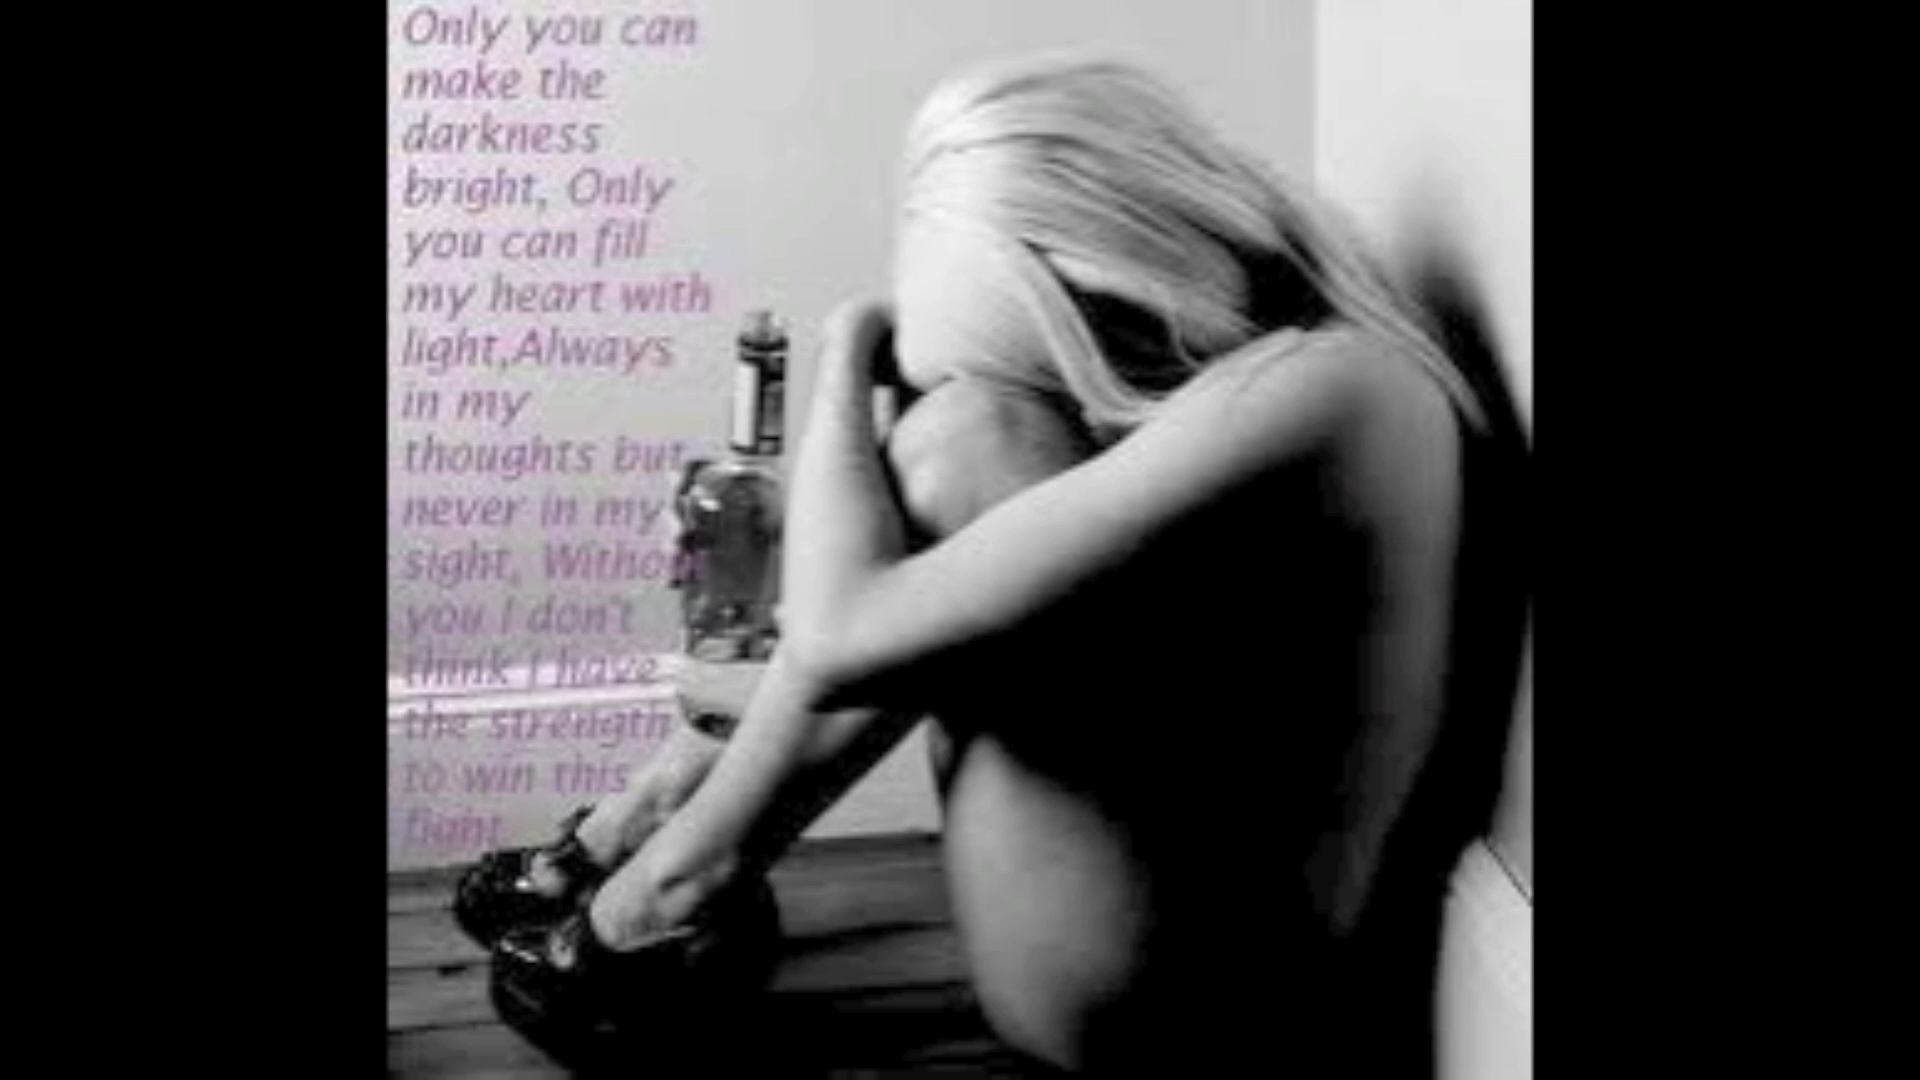 Only you can
make the
darkness
bright, Only
you can fill
my heart with
light,Always
in my
thoughts but
never in my
sight, Without
you I don't
think I have
the strength
to win this
fight